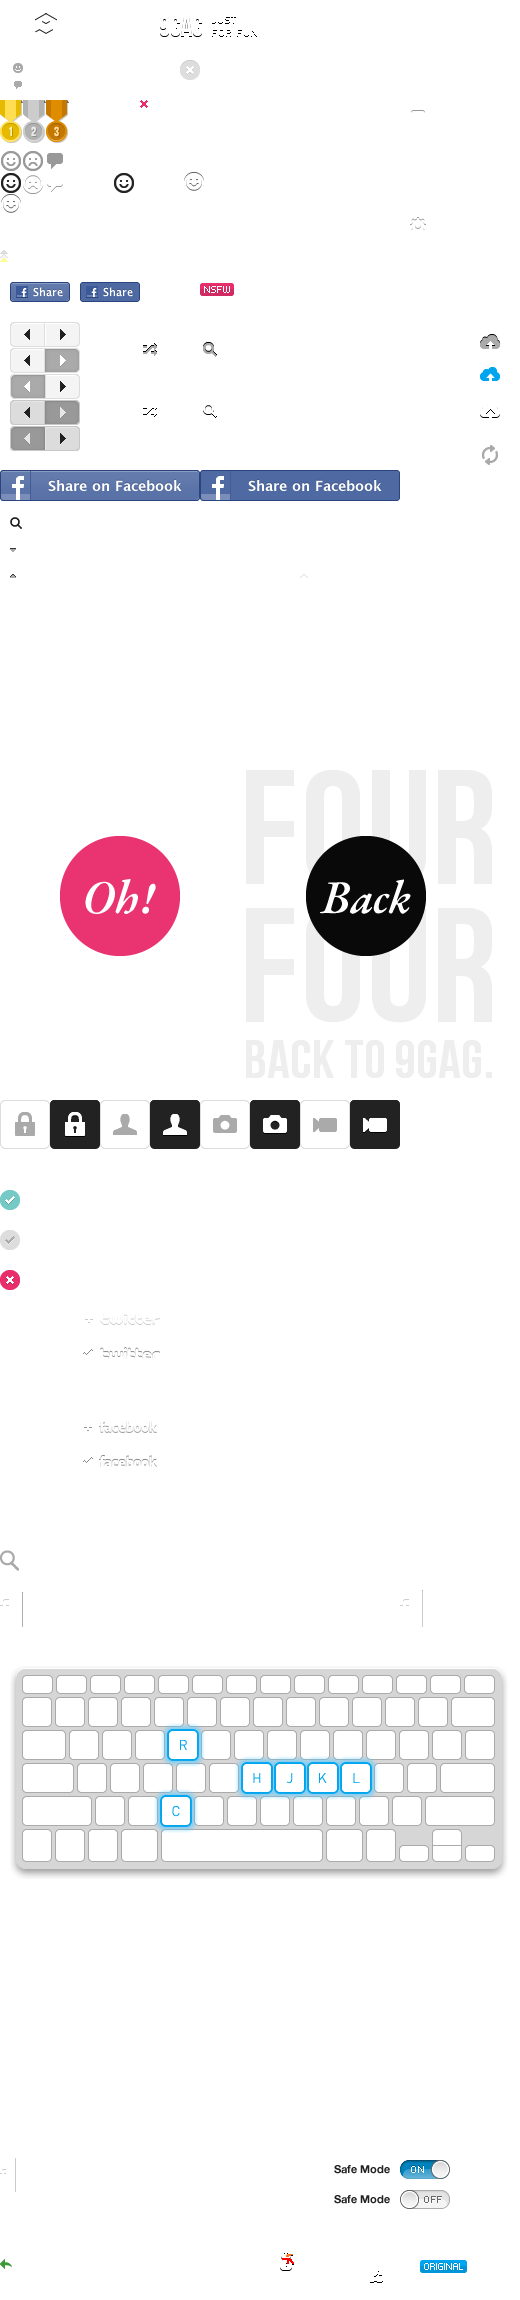 9GAG JUST
FOR FUN
1 2 3
Share Share NSFW
Share on Facebook Share on Facebook
FOUR
Oh! Back
FOUR
BACK TO 9GAG.
twitter
twitter
facebook
facebook
R
H J K L
C
Safe Mode ON
Safe Mode OFF
ORIGINAL